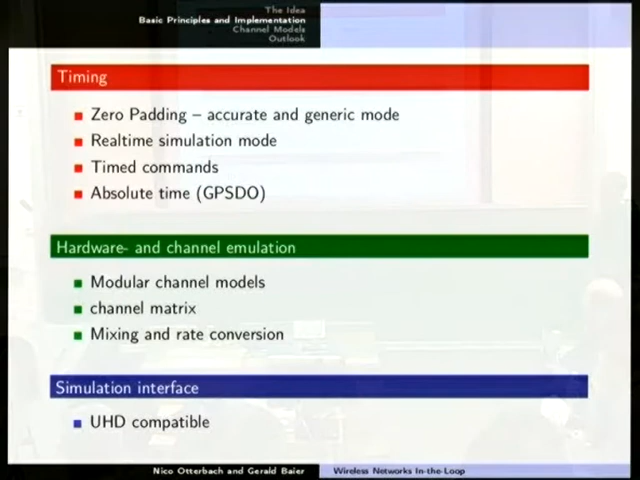 The Idea
Basic Principles and Implementation
Channel Models
Outlook
Timing
Zero Padding – accurate and generic mode
Realtime simulation mode
Timed commands
Absolute time (GPSDO)
Hardware- and channel emulation
Modular channel models
channel matrix
Mixing and rate conversion
Simulation interface
UHD compatible
Nico Otterbach and Gerald Baier
Wireless Networks In-the-Loop